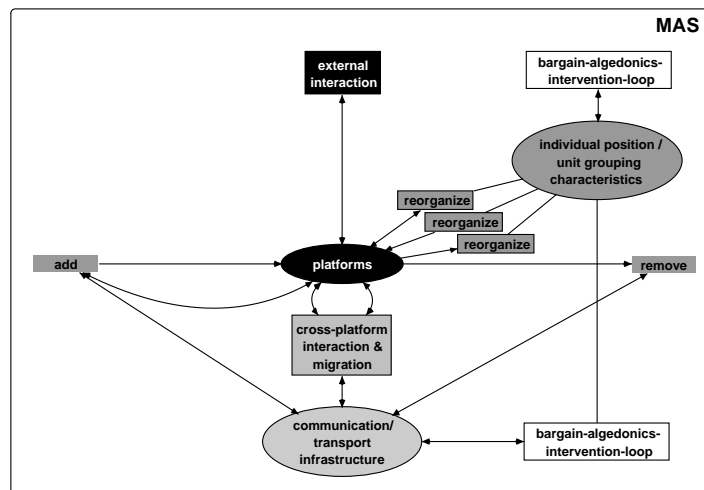 MAS
external
interaction
bargain-algedonics-
intervention-loop
individual position /
unit grouping
characteristics
reorganize
reorganize
reorganize
add
platforms
remove
cross-platform
interaction &
migration
communication/
transport
infrastructure
bargain-algedonics-
intervention-loop